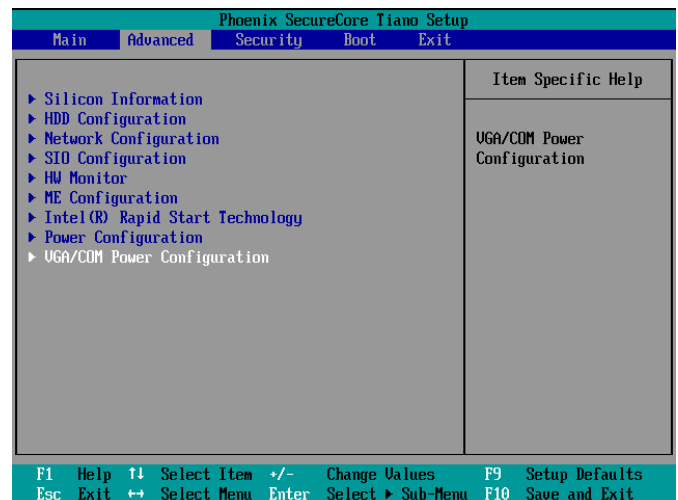 Phoenix SecureCore Tiano Setup
Main Advanced Security Boot Exit
Item Specific Help
▶ Silicon Information
▶ HDD Configuration
▶ Network Configuration
▶ SIO Configuration
▶ HW Monitor
▶ ME Configuration
▶ Intel(R) Rapid Start Technology
▶ Power Configuration
▶ VGA/COM Power Configuration
VGA/COM Power
Configuration
F1 Help ↑↓ Select Item +/- Change Values F9 Setup Defaults
Esc Exit ↔ Select Menu Enter Select ▶ Sub-Menu F10 Save and Exit